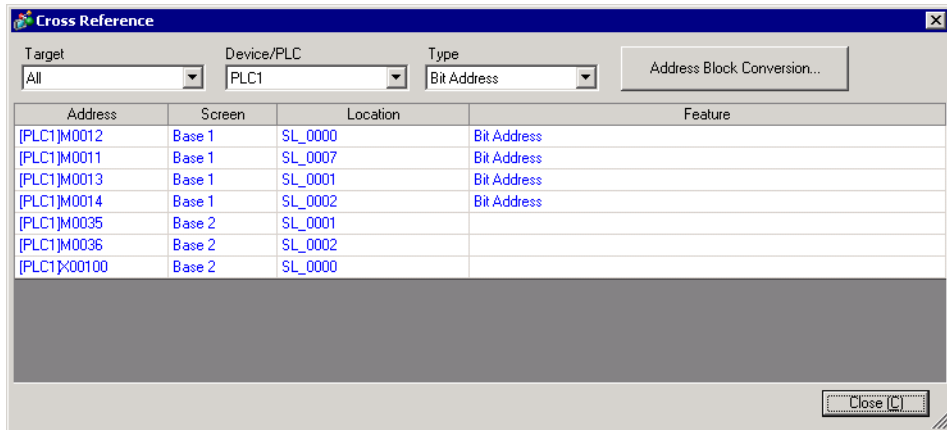 Cross Reference
Target Device/PLC Type
All PLC1 Bit Address Address Block Conversion...
Address Screen Location Feature
[PLC1]M0012 Base 1 SL_0000 Bit Address
[PLC1]M0011 Base 1 SL_0007 Bit Address
[PLC1]M0013 Base 1 SL_0001 Bit Address
[PLC1]M0014 Base 1 SL_0002 Bit Address
[PLC1]M0035 Base 2 SL_0001
[PLC1]M0036 Base 2 SL_0002
[PLC1]X00100 Base 2 SL_0000
Close (C)